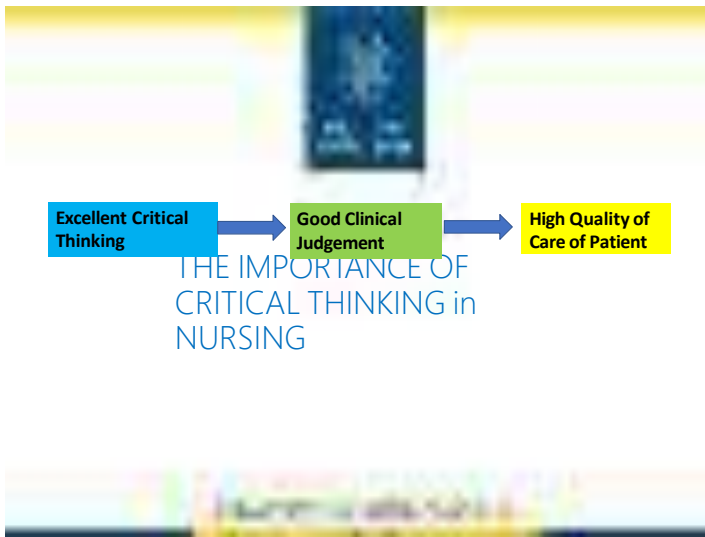 Excellent Critical
Thinking
Good Clinical
Judgement
High Quality of
Care of Patient
THE IMPORTANCE OF
CRITICAL THINKING in
NURSING